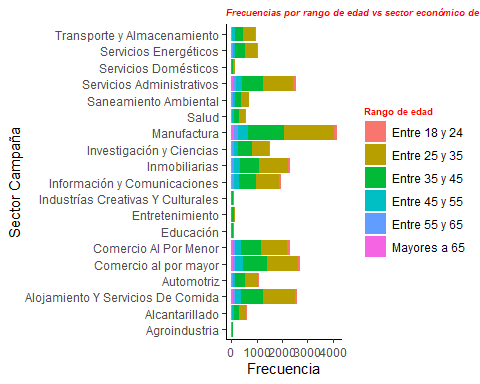 Frecuencias por rango de edad vs sector económico de
Transporte y Almacenamiento
Servicios Energéticos
Servicios Domésticos
Servicios Administrativos
Saneamiento Ambiental
Salud
Manufactura
Investigación y Ciencias
Inmobiliarias
Información y Comunicaciones
Industrías Creativas Y Culturales
Entretenimiento
Educación
Comercio Al Por Menor
Comercio al por mayor
Automotriz
Alojamiento Y Servicios De Comida
Alcantarillado
Agroindustria
Sector Campaña
0 1000 2000 3000 4000
Frecuencia
Rango de edad
Entre 18 y 24
Entre 25 y 35
Entre 35 y 45
Entre 45 y 55
Entre 55 y 65
Mayores a 65